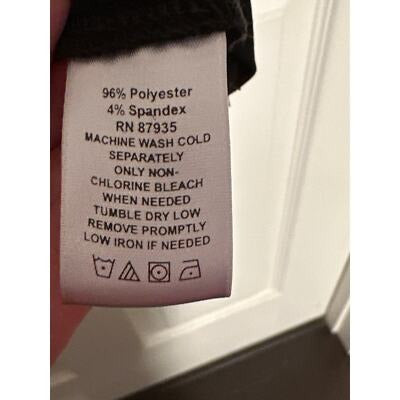 96% Polyester
4% Spandex
RN 87935
MACHINE WASH COLD
SEPARATELY
ONLY NON-
CHLORINE BLEACH
WHEN NEEDED
TUMBLE DRY LOW
REMOVE PROMPTLY
LOW IRON IF NEEDED